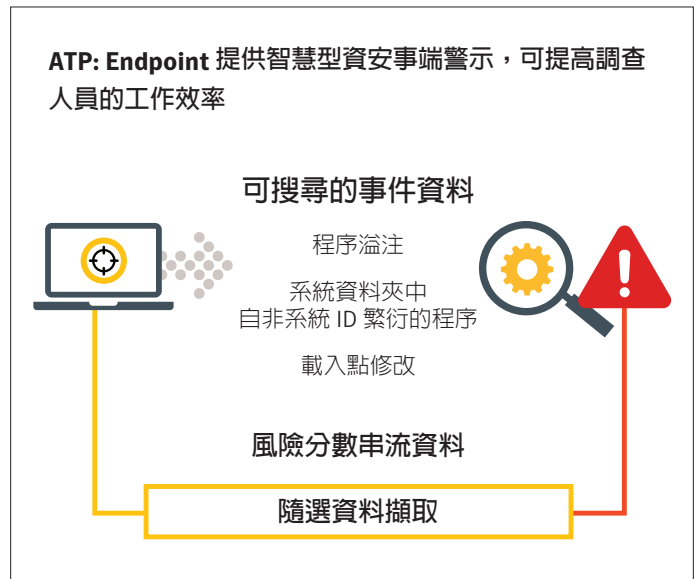 ATP: Endpoint 提供智慧型資安事端警示，可提高調查
人員的工作效率
可搜尋的事件資料
程序溢注
系統資料夾中
自非系統 ID 繁衍的程序
載入點修改
風險分數串流資料
隨選資料擷取